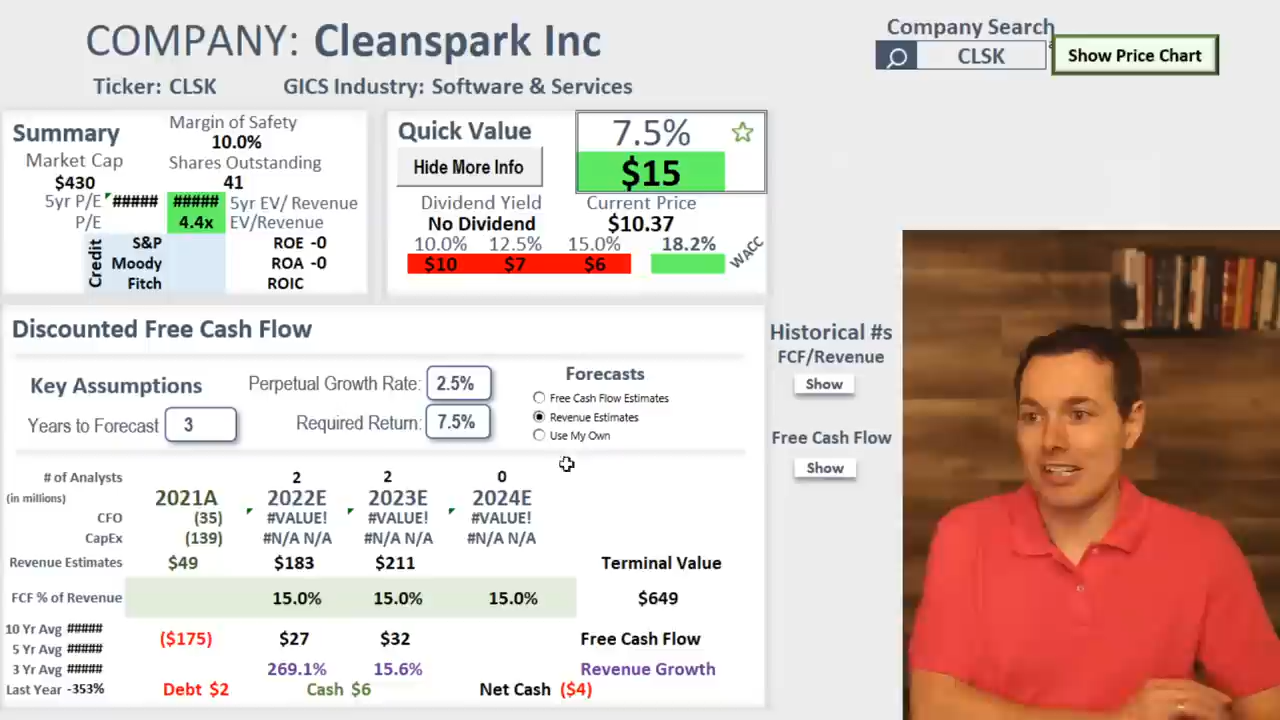 COMPANY: Cleanspark Inc
Ticker: CLSK GICS Industry: Software & Services
Company Search
CLSK
Show Price Chart
Summary
Margin of Safety
10.0%
Market Cap
$430
Shares Outstanding
41
5yr P/E ##### ##### 5yr EV/ Revenue
P/E 4.4x EV/Revenue
Credit
S&P ROE -0
Moody ROA -0
Fitch ROIC
Quick Value
7.5%
Hide More Info
$15
Dividend Yield Current Price
No Dividend $10.37
10.0% 12.5% 15.0% 18.2%
$10 $7 $6
WACC
Discounted Free Cash Flow
Key Assumptions
Perpetual Growth Rate: 2.5%
Years to Forecast 3
Required Return: 7.5%
Forecasts
Free Cash Flow Estimates
Revenue Estimates
Use My Own
Historical #s
FCF/Revenue
Show
Free Cash Flow
Show
# of Analysts 2 2 0
(in millions) 2021A 2022E 2023E 2024E
CFO (35) #VALUE! #VALUE! #VALUE!
CapEx (139) #N/A N/A #N/A N/A #N/A N/A
Revenue Estimates $49 $183 $211 Terminal Value
FCF % of Revenue 15.0% 15.0% 15.0% $649
10 Yr Avg #####
($175) $27 $32 Free Cash Flow
5 Yr Avg #####
3 Yr Avg ##### 269.1% 15.6% Revenue Growth
Last Year -353% Debt $2 Cash $6 Net Cash ($4)